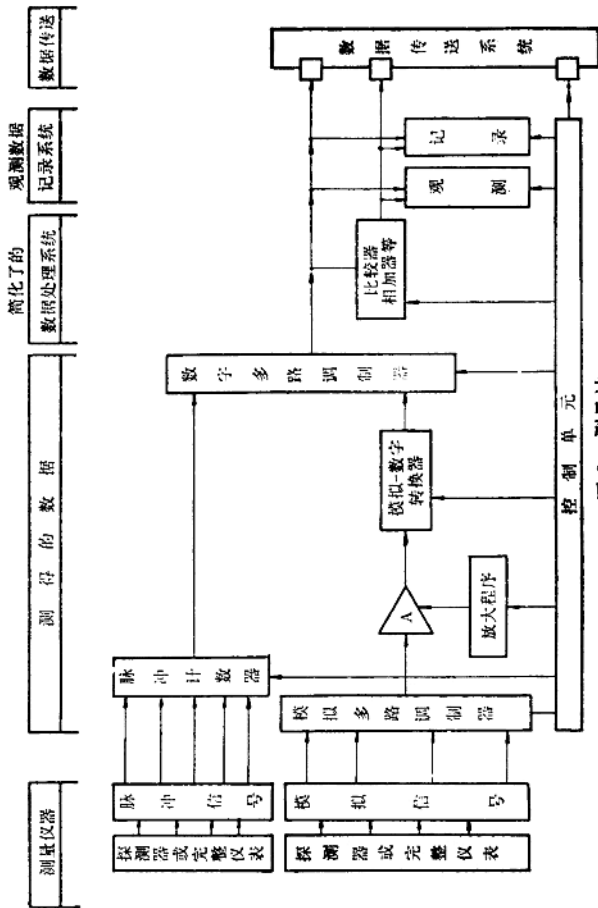 测量仪器
测得的数据
简化了的
数据处理系统
观测数据
记录系统
数据传送
探测器或完整仪表
脉冲信号
脉冲计数器
数字多路调制器
探测器或完整仪表
模拟信号
模拟多路调制器
A
放大程序
模拟-数字
转换器
比较器
相加器等
观测
记录
数据传送系统
控制单元